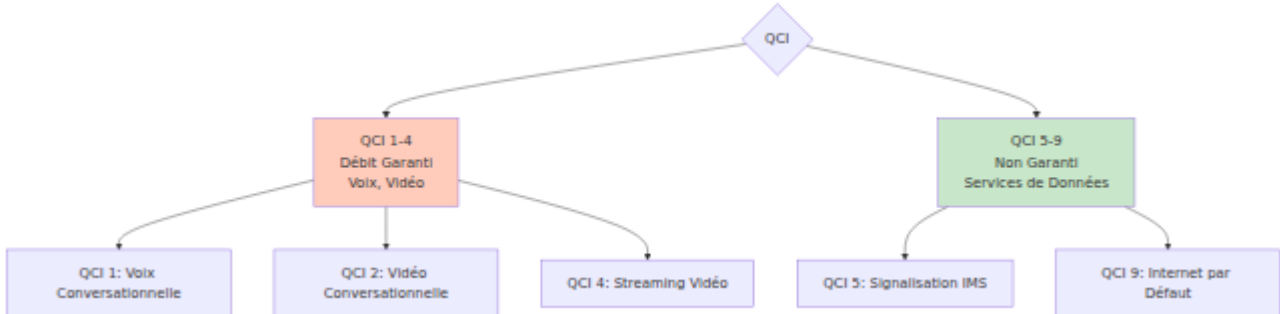 QCI
QCI 1-4
Débit Garanti
Voix, Vidéo
QCI 5-9
Non Garanti
Services de Données
QCI 1: Voix
Conversationnelle
QCI 2: Vidéo
Conversationnelle
QCI 4: Streaming Vidéo
QCI 5: Signalisation IMS
QCI 9: Internet par
Défaut